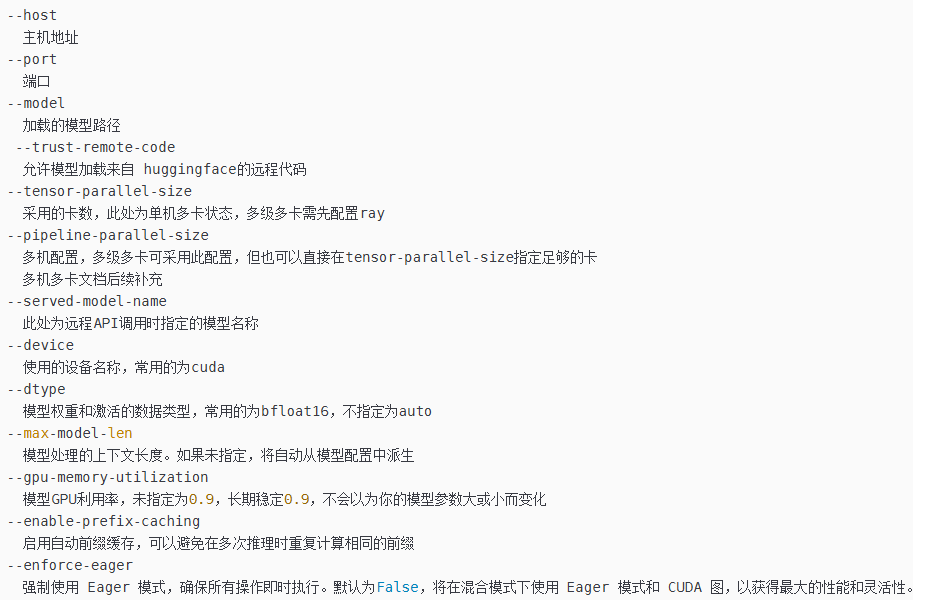 --host
主机地址
--port
端口
--model
加载的模型路径
--trust-remote-code
允许模型加载来自 huggingface的远程代码
--tensor-parallel-size
采用的卡数，此处为单机多卡状态，多级多卡需先配置ray
--pipeline-parallel-size
多机配置，多级多卡可采用此配置，但也可以直接在tensor-parallel-size指定足够的卡
多机多卡文档后续补充
--served-model-name
此处为远程API调用时指定的模型名称
--device
使用的设备名称，常用的为cuda
--dtype
模型权重和激活的数据类型，常用的为bfloat16，不指定为auto
--max-model-len
模型处理的上下文长度。如果未指定，将自动从模型配置中派生
--gpu-memory-utilization
模型GPU利用率，未指定为0.9，长期稳定0.9，不会以为你的模型参数大或小而变化
--enable-prefix-caching
启用自动前缀缓存，可以避免在多次推理时重复计算相同的前缀
--enforce-eager
强制使用 Eager 模式，确保所有操作即时执行。默认为False，将在混合模式下使用 Eager 模式和 CUDA 图，以获得最大的性能和灵活性。